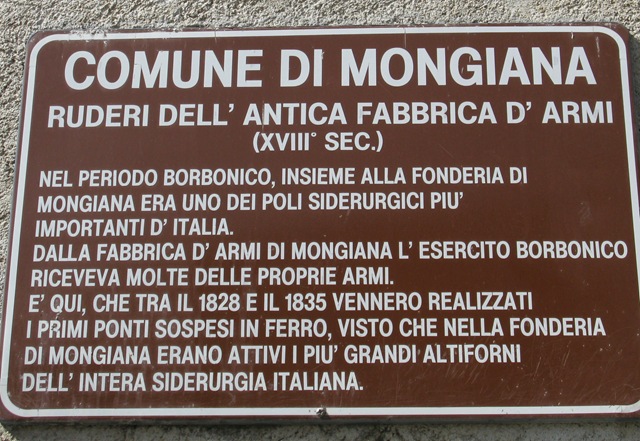 COMUNE DI MONGIANA
RUDERI DELL' ANTICA FABBRICA D' ARMI
(XVIII° SEC.)
NEL PERIODO BORBONICO, INSIEME ALLA FONDERIA DI
MONGIANA ERA UNO DEI POLI SIDERURGICI PIU'
IMPORTANTI D' ITALIA.
DALLA FABBRICA D' ARMI DI MONGIANA L' ESERCITO BORBONICO
RICEVEVA MOLTE DELLE PROPRIE ARMI.
E' QUI, CHE TRA IL 1828 E IL 1835 VENNERO REALIZZATI
I PRIMI PONTI SOSPESI IN FERRO, VISTO CHE NELLA FONDERIA
DI MONGIANA ERANO ATTIVI I PIU' GRANDI ALTIFORNI
DELL' INTERA SIDERURGIA ITALIANA.